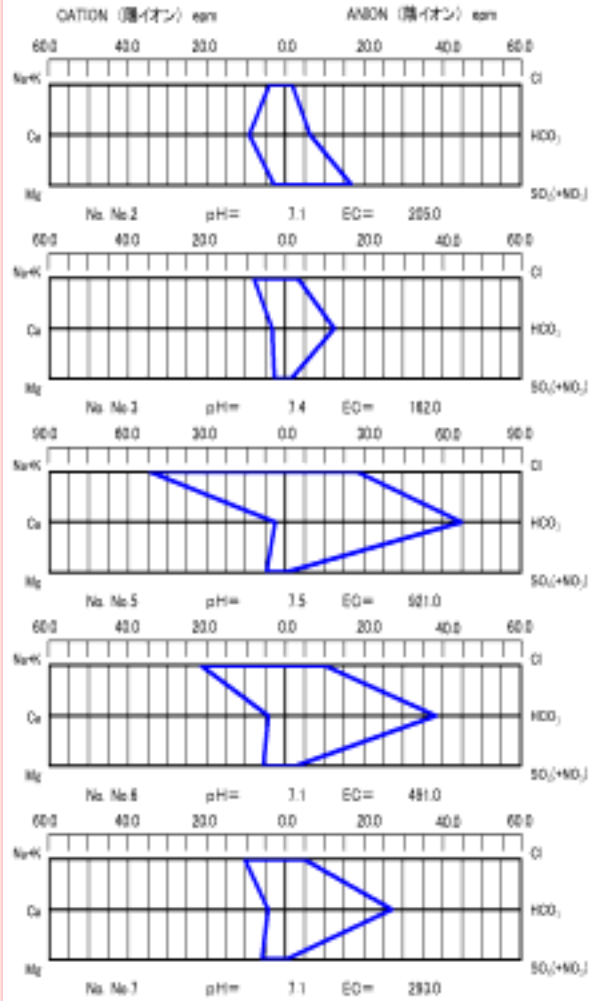 CATION (陽イオン) epm ANION (陰イオン) epm
60.0 40.0 20.0 0.0 20.0 40.0 60.0
Na+K Cl
Ca HCO₃
Mg SO₄(+NO₃)
No. No.2 pH= 7.1 EC= 205.0
60.0 40.0 20.0 0.0 20.0 40.0 60.0
Na+K Cl
Ca HCO₃
Mg SO₄(+NO₃)
No. No.3 pH= 7.4 EC= 162.0
90.0 60.0 30.0 0.0 30.0 60.0 90.0
Na+K Cl
Ca HCO₃
Mg SO₄(+NO₃)
No. No.5 pH= 7.5 EC= 921.0
60.0 40.0 20.0 0.0 20.0 40.0 60.0
Na+K Cl
Ca HCO₃
Mg SO₄(+NO₃)
No. No.6 pH= 7.1 EC= 491.0
60.0 40.0 20.0 0.0 20.0 40.0 60.0
Na+K Cl
Ca HCO₃
Mg SO₄(+NO₃)
No. No.7 pH= 7.1 EC= 293.0